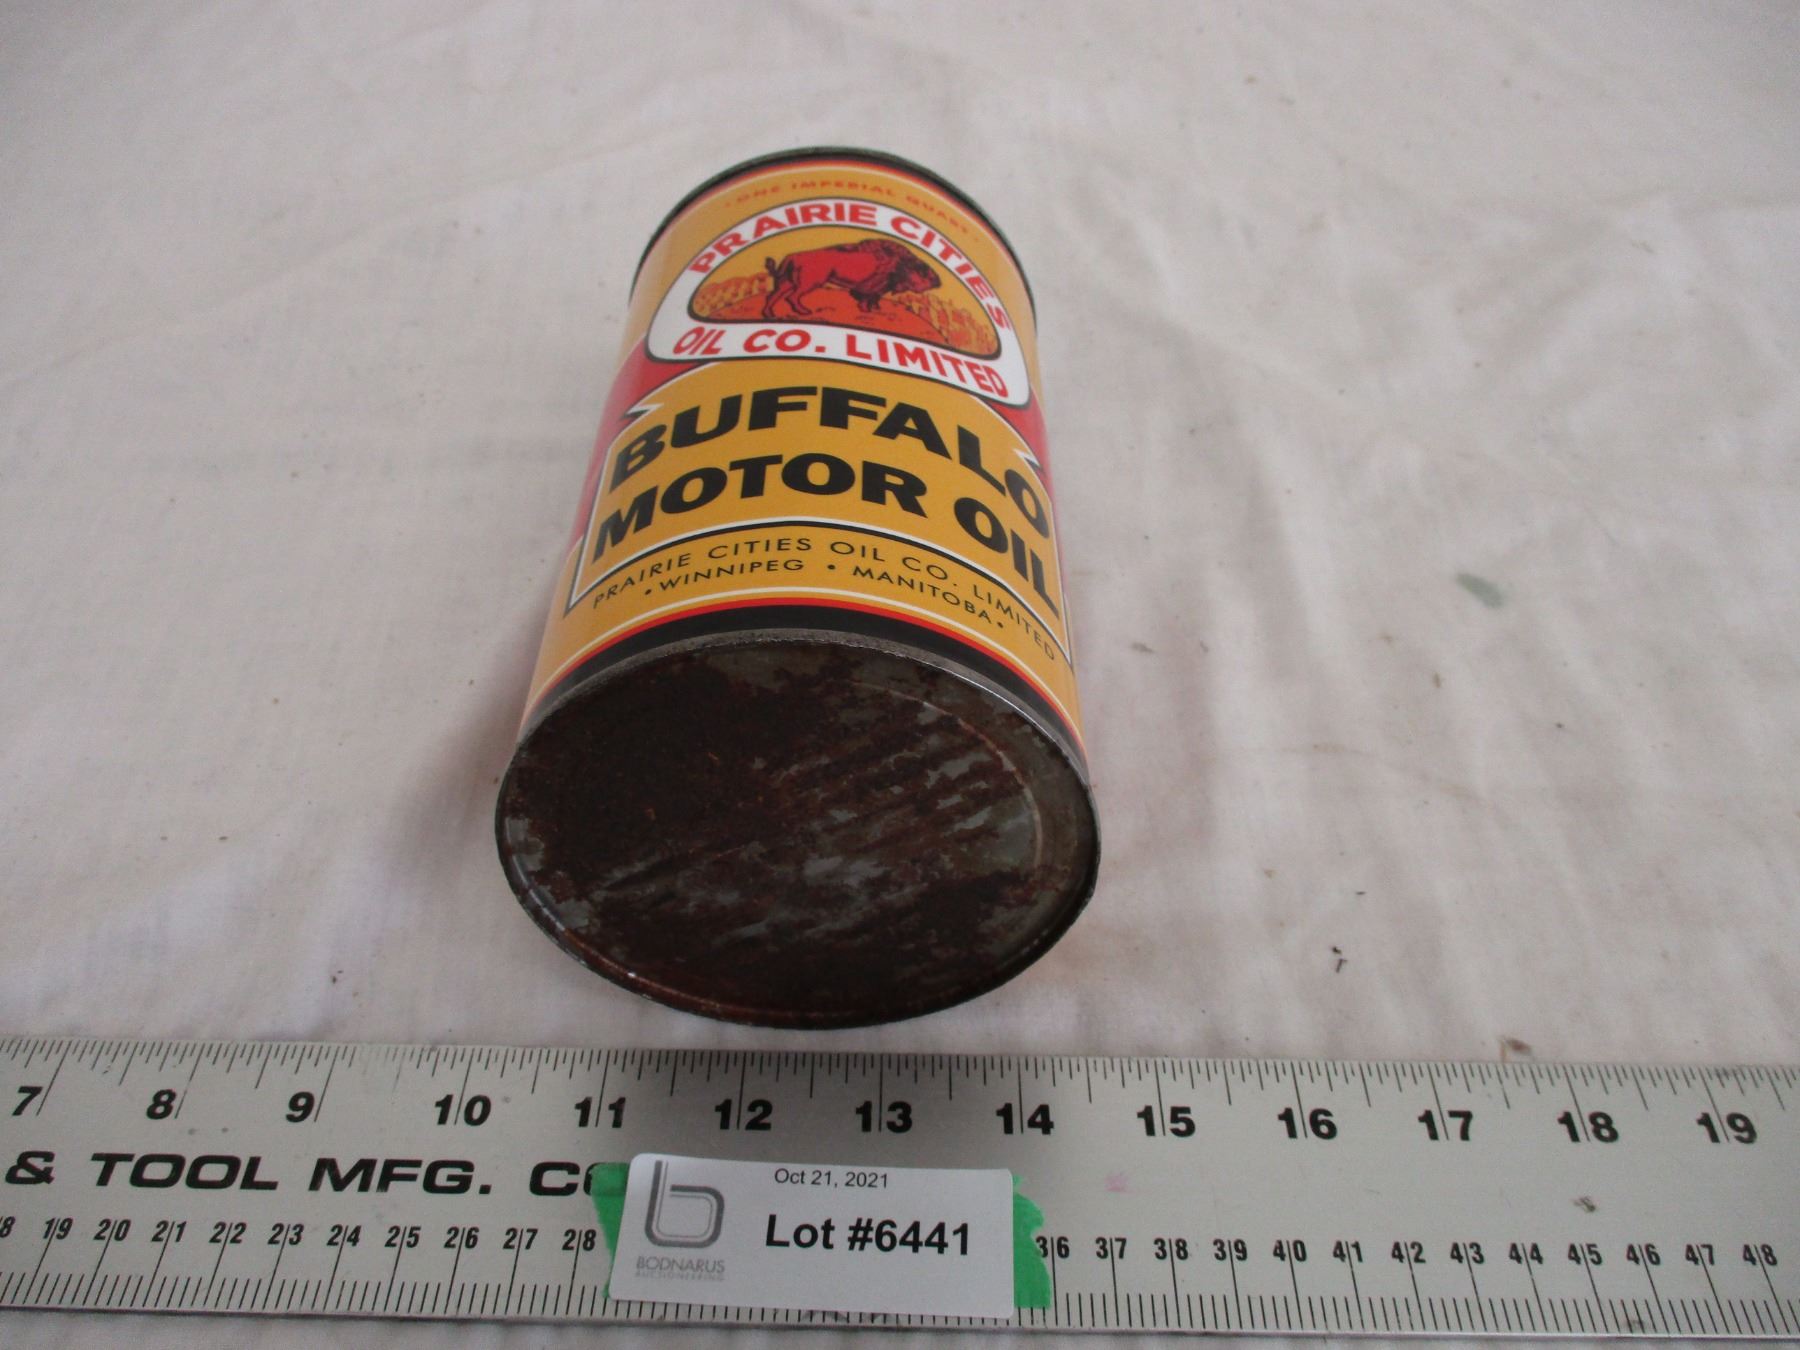 · ONE IMPERIAL QUART ·
PRAIRIE CITIES
OIL CO. LIMITED
BUFFALO
MOTOR OIL
PRAIRIE CITIES OIL CO. LIMITED
• WINNIPEG • MANITOBA •
7 8 9 10 11 12 13 14 15 16 17 18 19
& TOOL MFG. CO
Oct 21, 2021
Lot #6441
BODNARUS
AUCTIONEERING
8 19 20 21 22 23 24 25 26 27 28 36 37 38 39 40 41 42 43 44 45 46 47 48